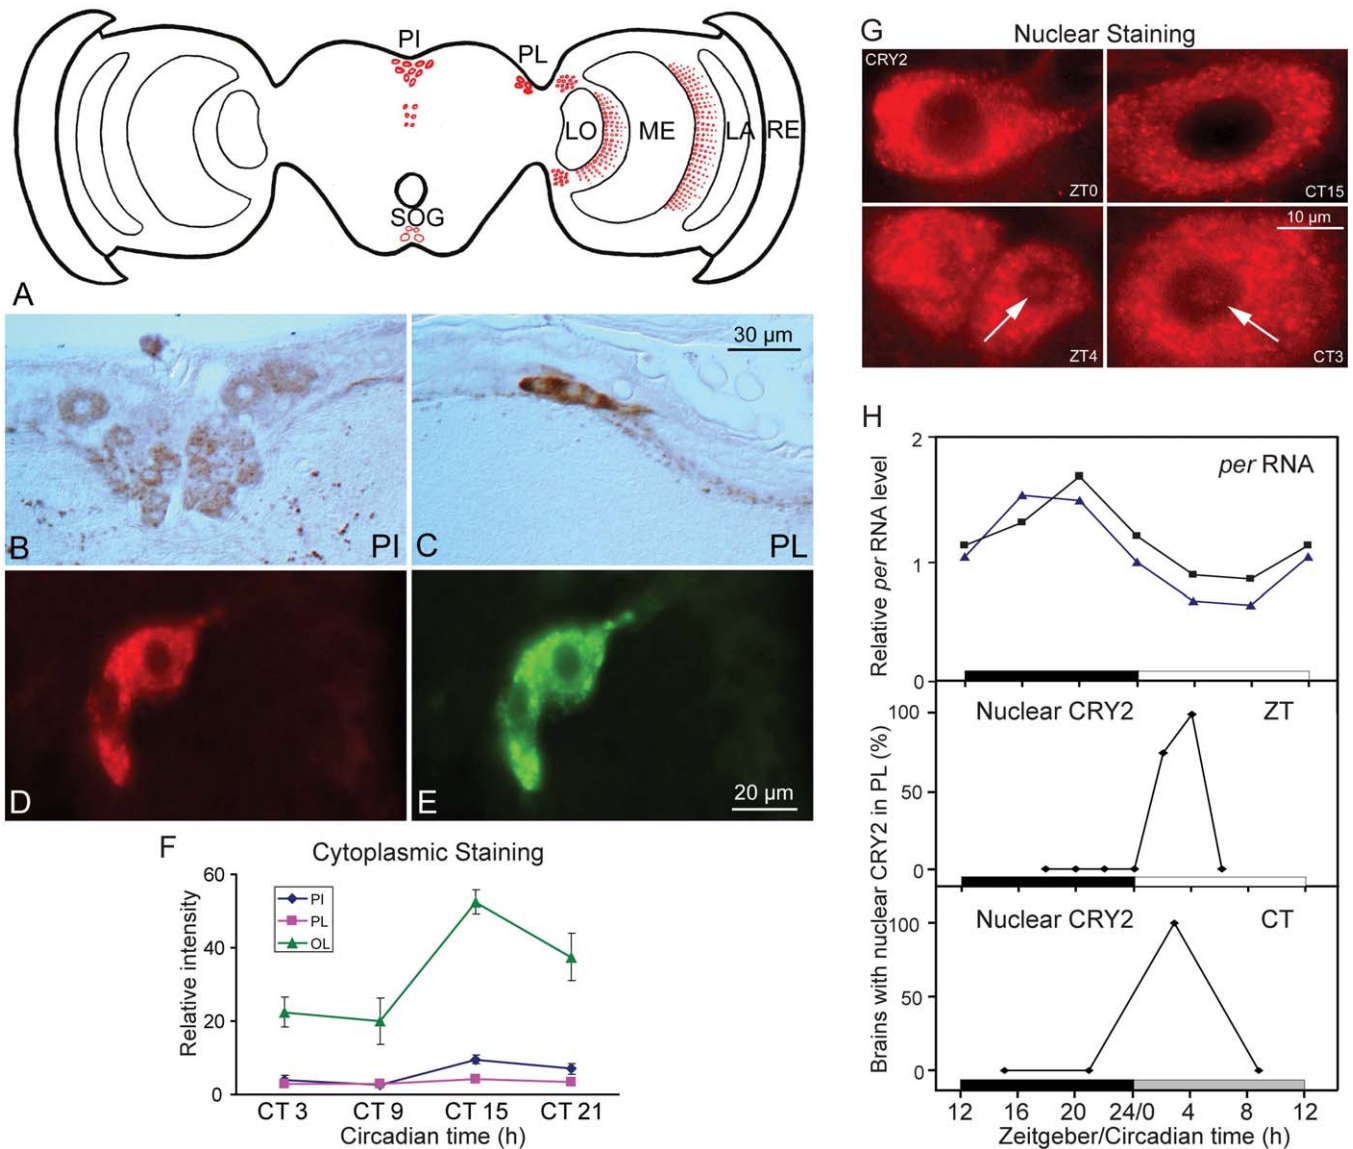 PI
PL
LO
ME
LA
RE
SOG
A
30 µm
B
PI
C
PL
D
E
20 µm
F
Cytoplasmic Staining
60
40
20
0
Relative intensity
PI
PL
OL
CT 3
CT 9
CT 15
CT 21
Circadian time (h)
G
Nuclear Staining
CRY2
ZT0
CT15
10 µm
ZT4
CT3
H
2
1
0
Relative per RNA level
per RNA
Brains with nuclear CRY2 in PL (%)
100
50
0
Nuclear CRY2
ZT
100
50
0
Nuclear CRY2
CT
12
16
20
24/0
4
8
12
Zeitgeber/Circadian time (h)